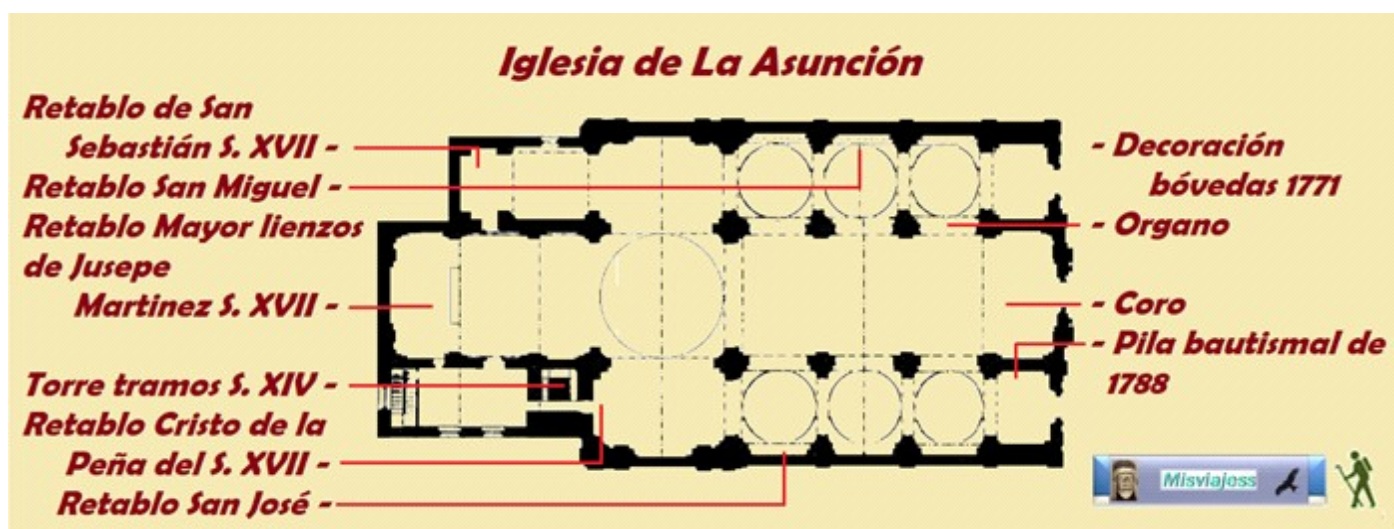 Iglesia de La Asunción
Retablo de San
Sebastián S. XVII -
Retablo San Miguel -
Retablo Mayor lienzos
de Jusepe
Martinez S. XVII -
Torre tramos S. XIV -
Retablo Cristo de la
Peña del S. XVII -
Retablo San José -
- Decoración
bóvedas 1771
- Organo
- Coro
- Pila bautismal de
1788
Misviajess